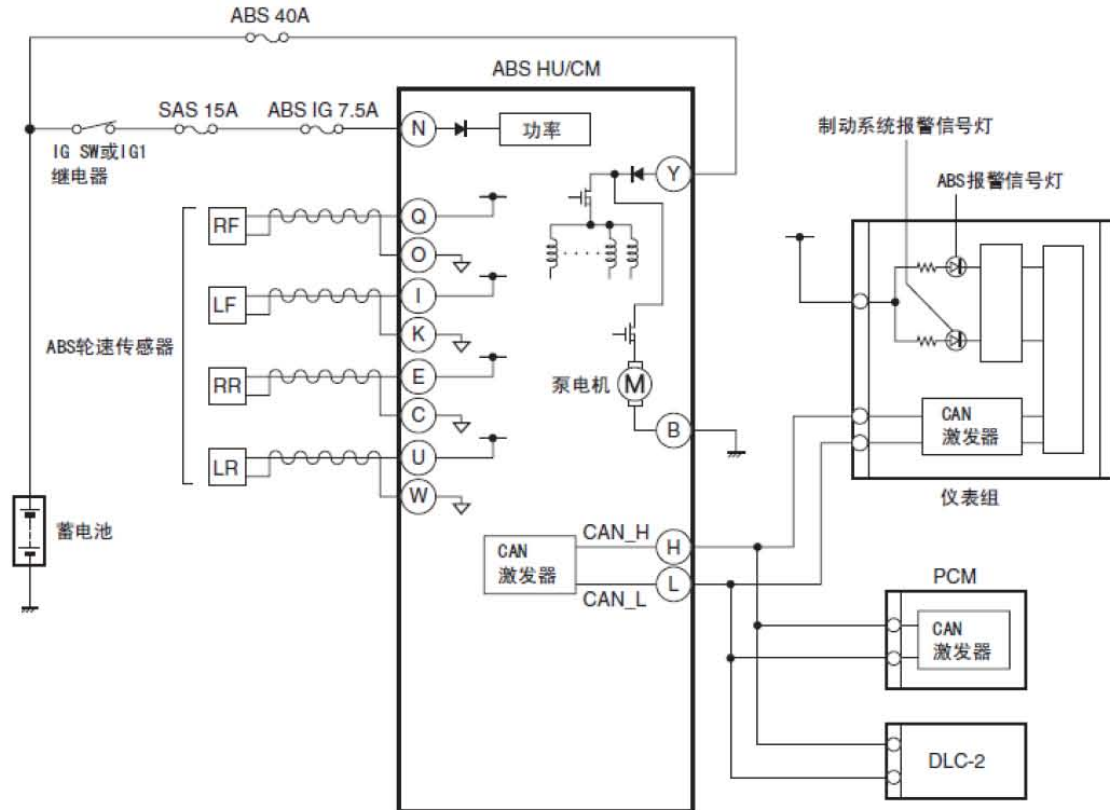 ABS 40A
ABS HU/CM
SAS 15A
ABS IG 7.5A
N
功率
IG SW或IG1
继电器
Y
制动系统报警信号灯
ABS报警信号灯
RF
Q
O
LF
I
K
ABS轮速传感器
RR
E
C
泵电机
M
LR
U
W
B
CAN
激发器
仪表组
蓄电池
CAN
激发器
CAN_H
H
CAN_L
L
PCM
CAN
激发器
DLC-2